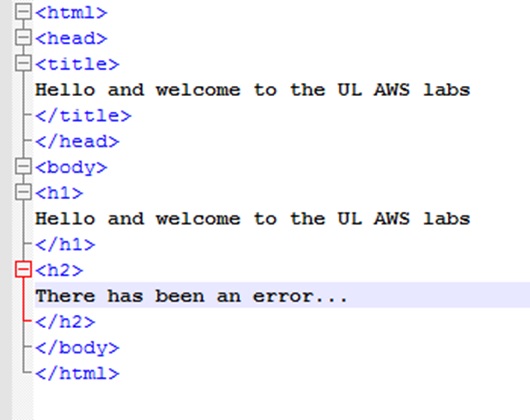 <html>
<head>
<title>
Hello and welcome to the UL AWS labs
</title>
</head>
<body>
<h1>
Hello and welcome to the UL AWS labs
</h1>
<h2>
There has been an error...
</h2>
</body>
</html>